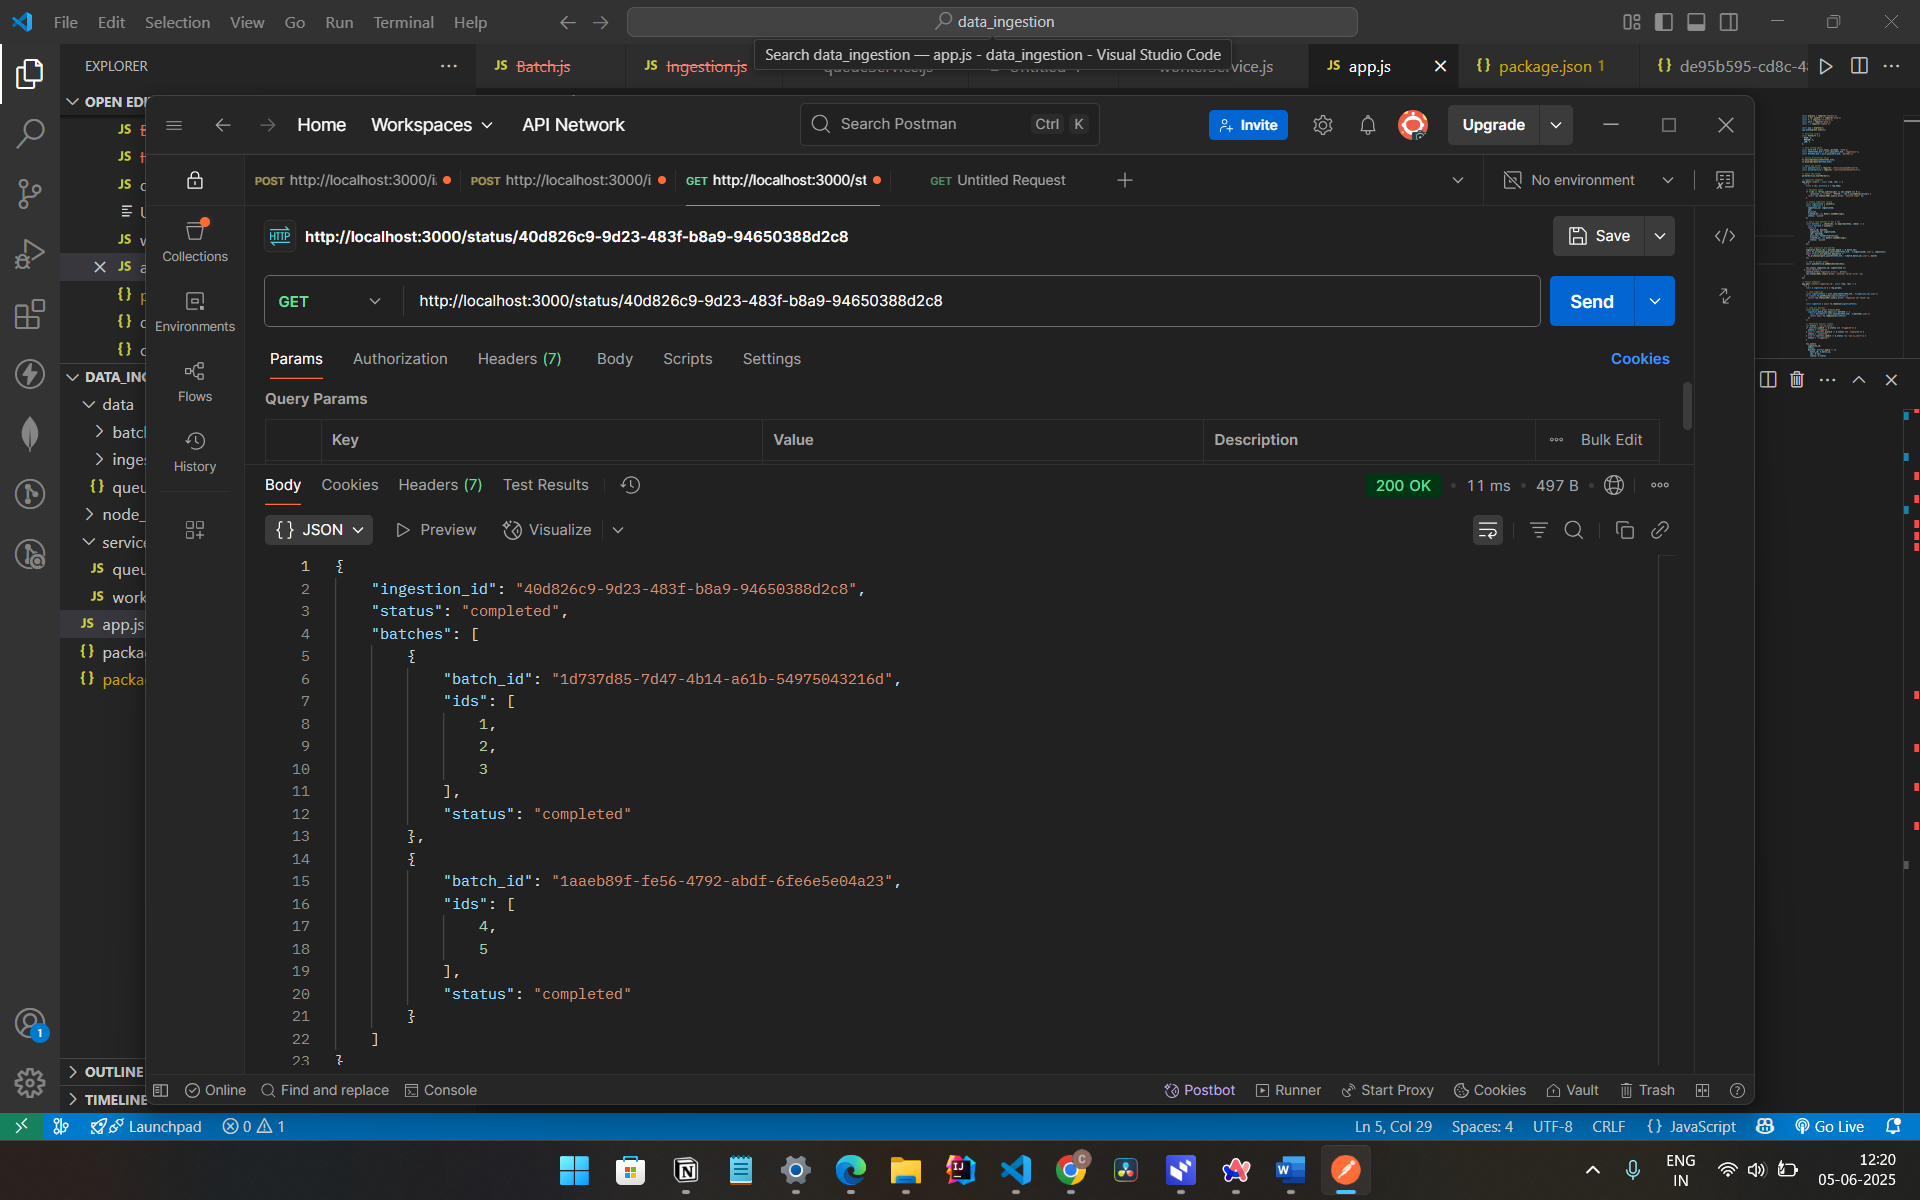 File Edit Selection View Go Run Terminal Help
data_ingestion
EXPLORER
Batch.js
Ingestion.js
Search data_ingestion — app.js - data_ingestion - Visual Studio Code
app.js
package.json 1
de95b595-cd8c-4
OPEN EDI
Home Workspaces API Network
Search Postman Ctrl K
Invite
Upgrade
POST http://localhost:3000/i
POST http://localhost:3000/i
GET http://localhost:3000/st
GET Untitled Request
No environment
HTTP http://localhost:3000/status/40d826c9-9d23-483f-b8a9-94650388d2c8
Save
Collections
GET http://localhost:3000/status/40d826c9-9d23-483f-b8a9-94650388d2c8
Send
Environments
Params Authorization Headers (7) Body Scripts Settings Cookies
Flows
Query Params
Key Value Description Bulk Edit
History
DATA_ING
data
batc
inges
queu
node_
service
queu
work
app.js
packa
packa
Body Cookies Headers (7) Test Results
200 OK 11 ms 497 B
{} JSON Preview Visualize
1 {
2 "ingestion_id": "40d826c9-9d23-483f-b8a9-94650388d2c8",
3 "status": "completed",
4 "batches": [
5 {
6 "batch_id": "1d737d85-7d47-4b14-a61b-54975043216d",
7 "ids": [
8 1,
9 2,
10 3
11 ],
12 "status": "completed"
13 },
14 {
15 "batch_id": "1aaeb89f-fe56-4792-abdf-6fe6e5e04a23",
16 "ids": [
17 4,
18 5
19 ],
20 "status": "completed"
21 }
22 ]
23 }
OUTLINE
TIMELINE
Online Find and replace Console
Postbot Runner Start Proxy Cookies Vault Trash
Launchpad 0 1
Ln 5, Col 29 Spaces: 4 UTF-8 CRLF {} JavaScript Go Live
ENG
IN
12:20
05-06-2025